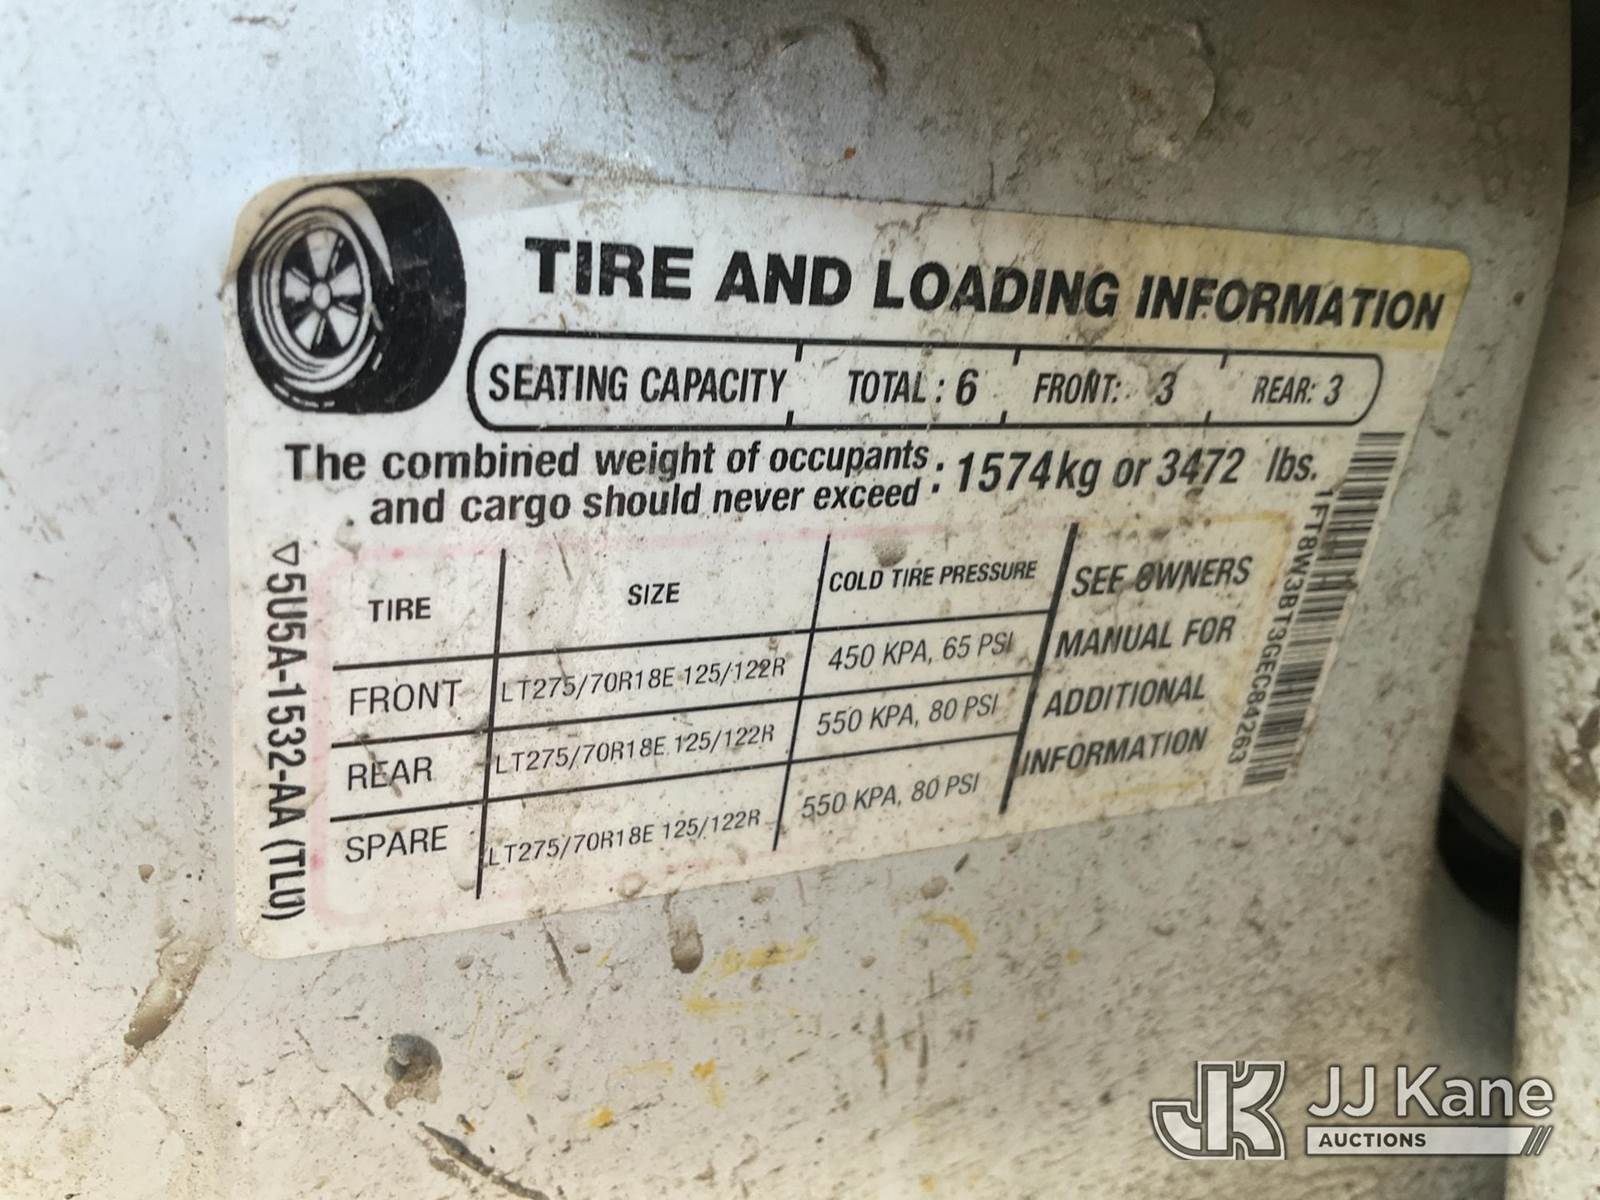 TIRE AND LOADING INFORMATION
SEATING CAPACITY TOTAL : 6 FRONT: 3 REAR: 3
The combined weight of occupants
and cargo should never exceed : 1574kg or 3472 lbs.
TIRE SIZE COLD TIRE PRESSURE
FRONT LT275/70R18E 125/122R 450 KPA, 65 PSI
REAR LT275/70R18E 125/122R 550 KPA, 80 PSI
SPARE LT275/70R18E 125/122R 550 KPA, 80 PSI
SEE OWNERS
MANUAL FOR
ADDITIONAL
INFORMATION
5U5A-1532-AA (TLU)
1FT8W3BT3GEC84263
JJ Kane
AUCTIONS